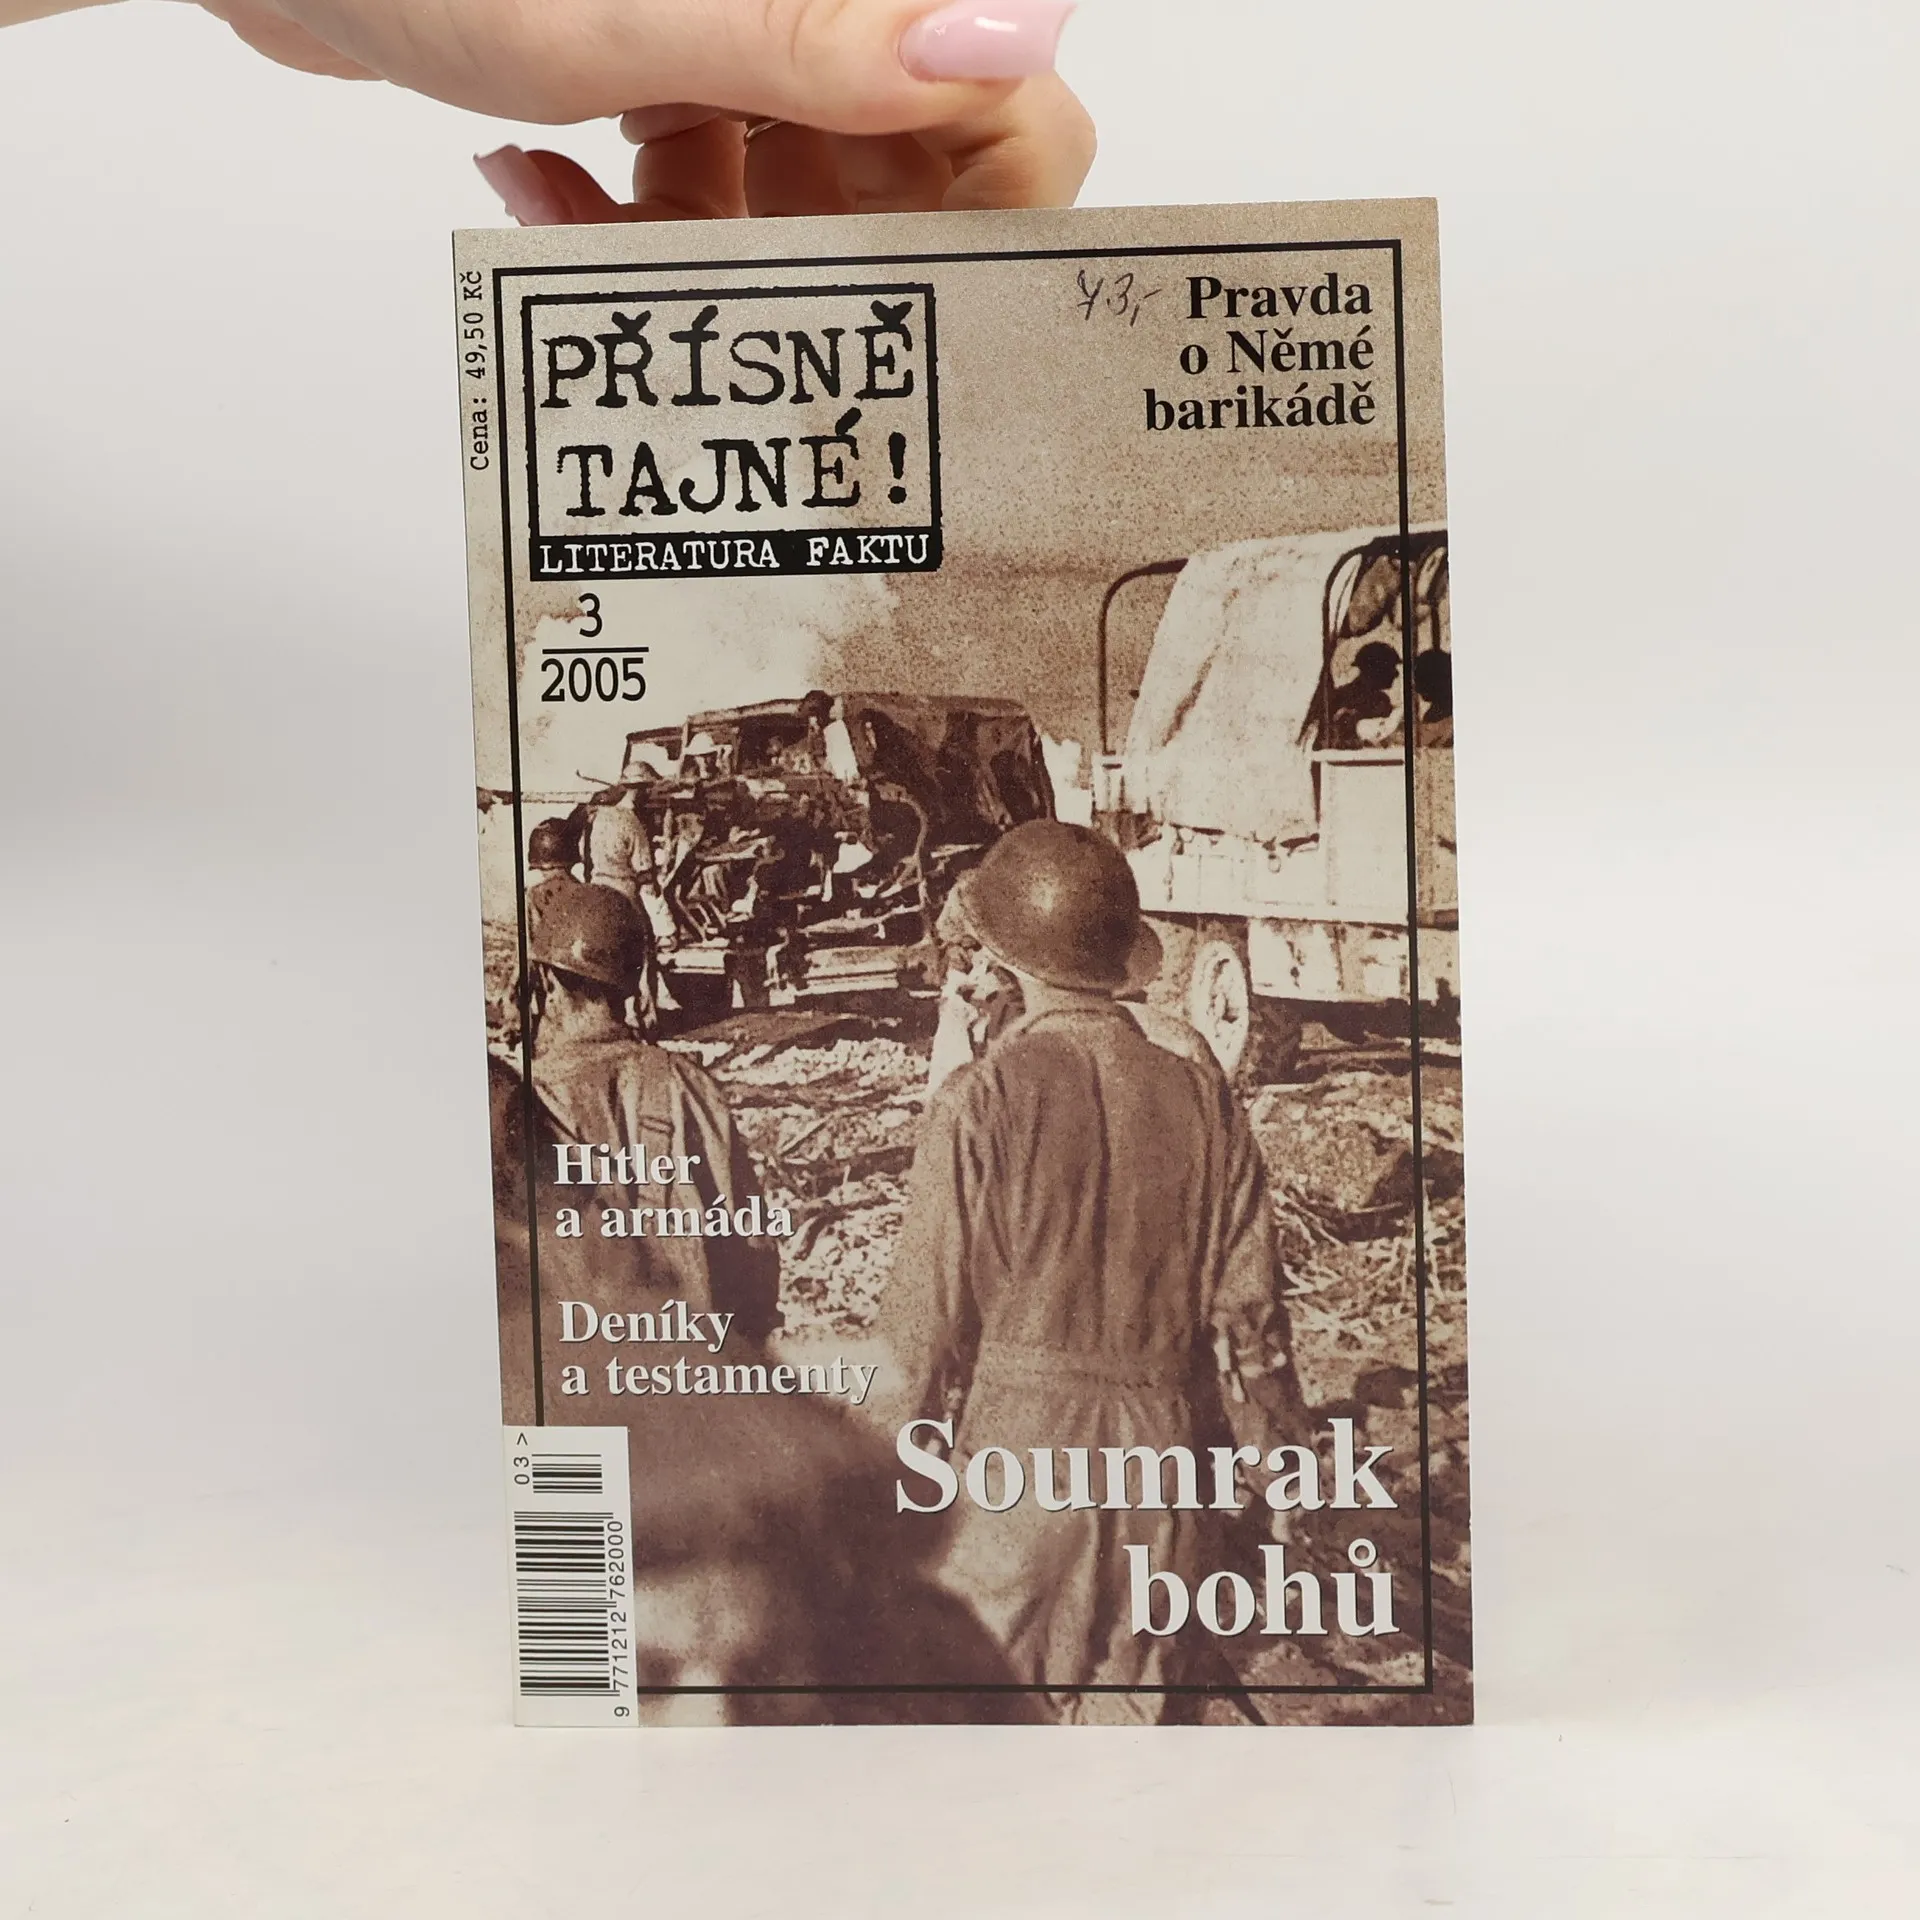 Cena: 49,50 Kč
PŘÍSNĚ
TAJNÉ!
LITERATURA FAKTU
3
2005
Pravda
o Němé
barikádě
Hitler
a armáda
Deníky
a testamenty
Soumrak
bohů
03 >
9 771212 762000